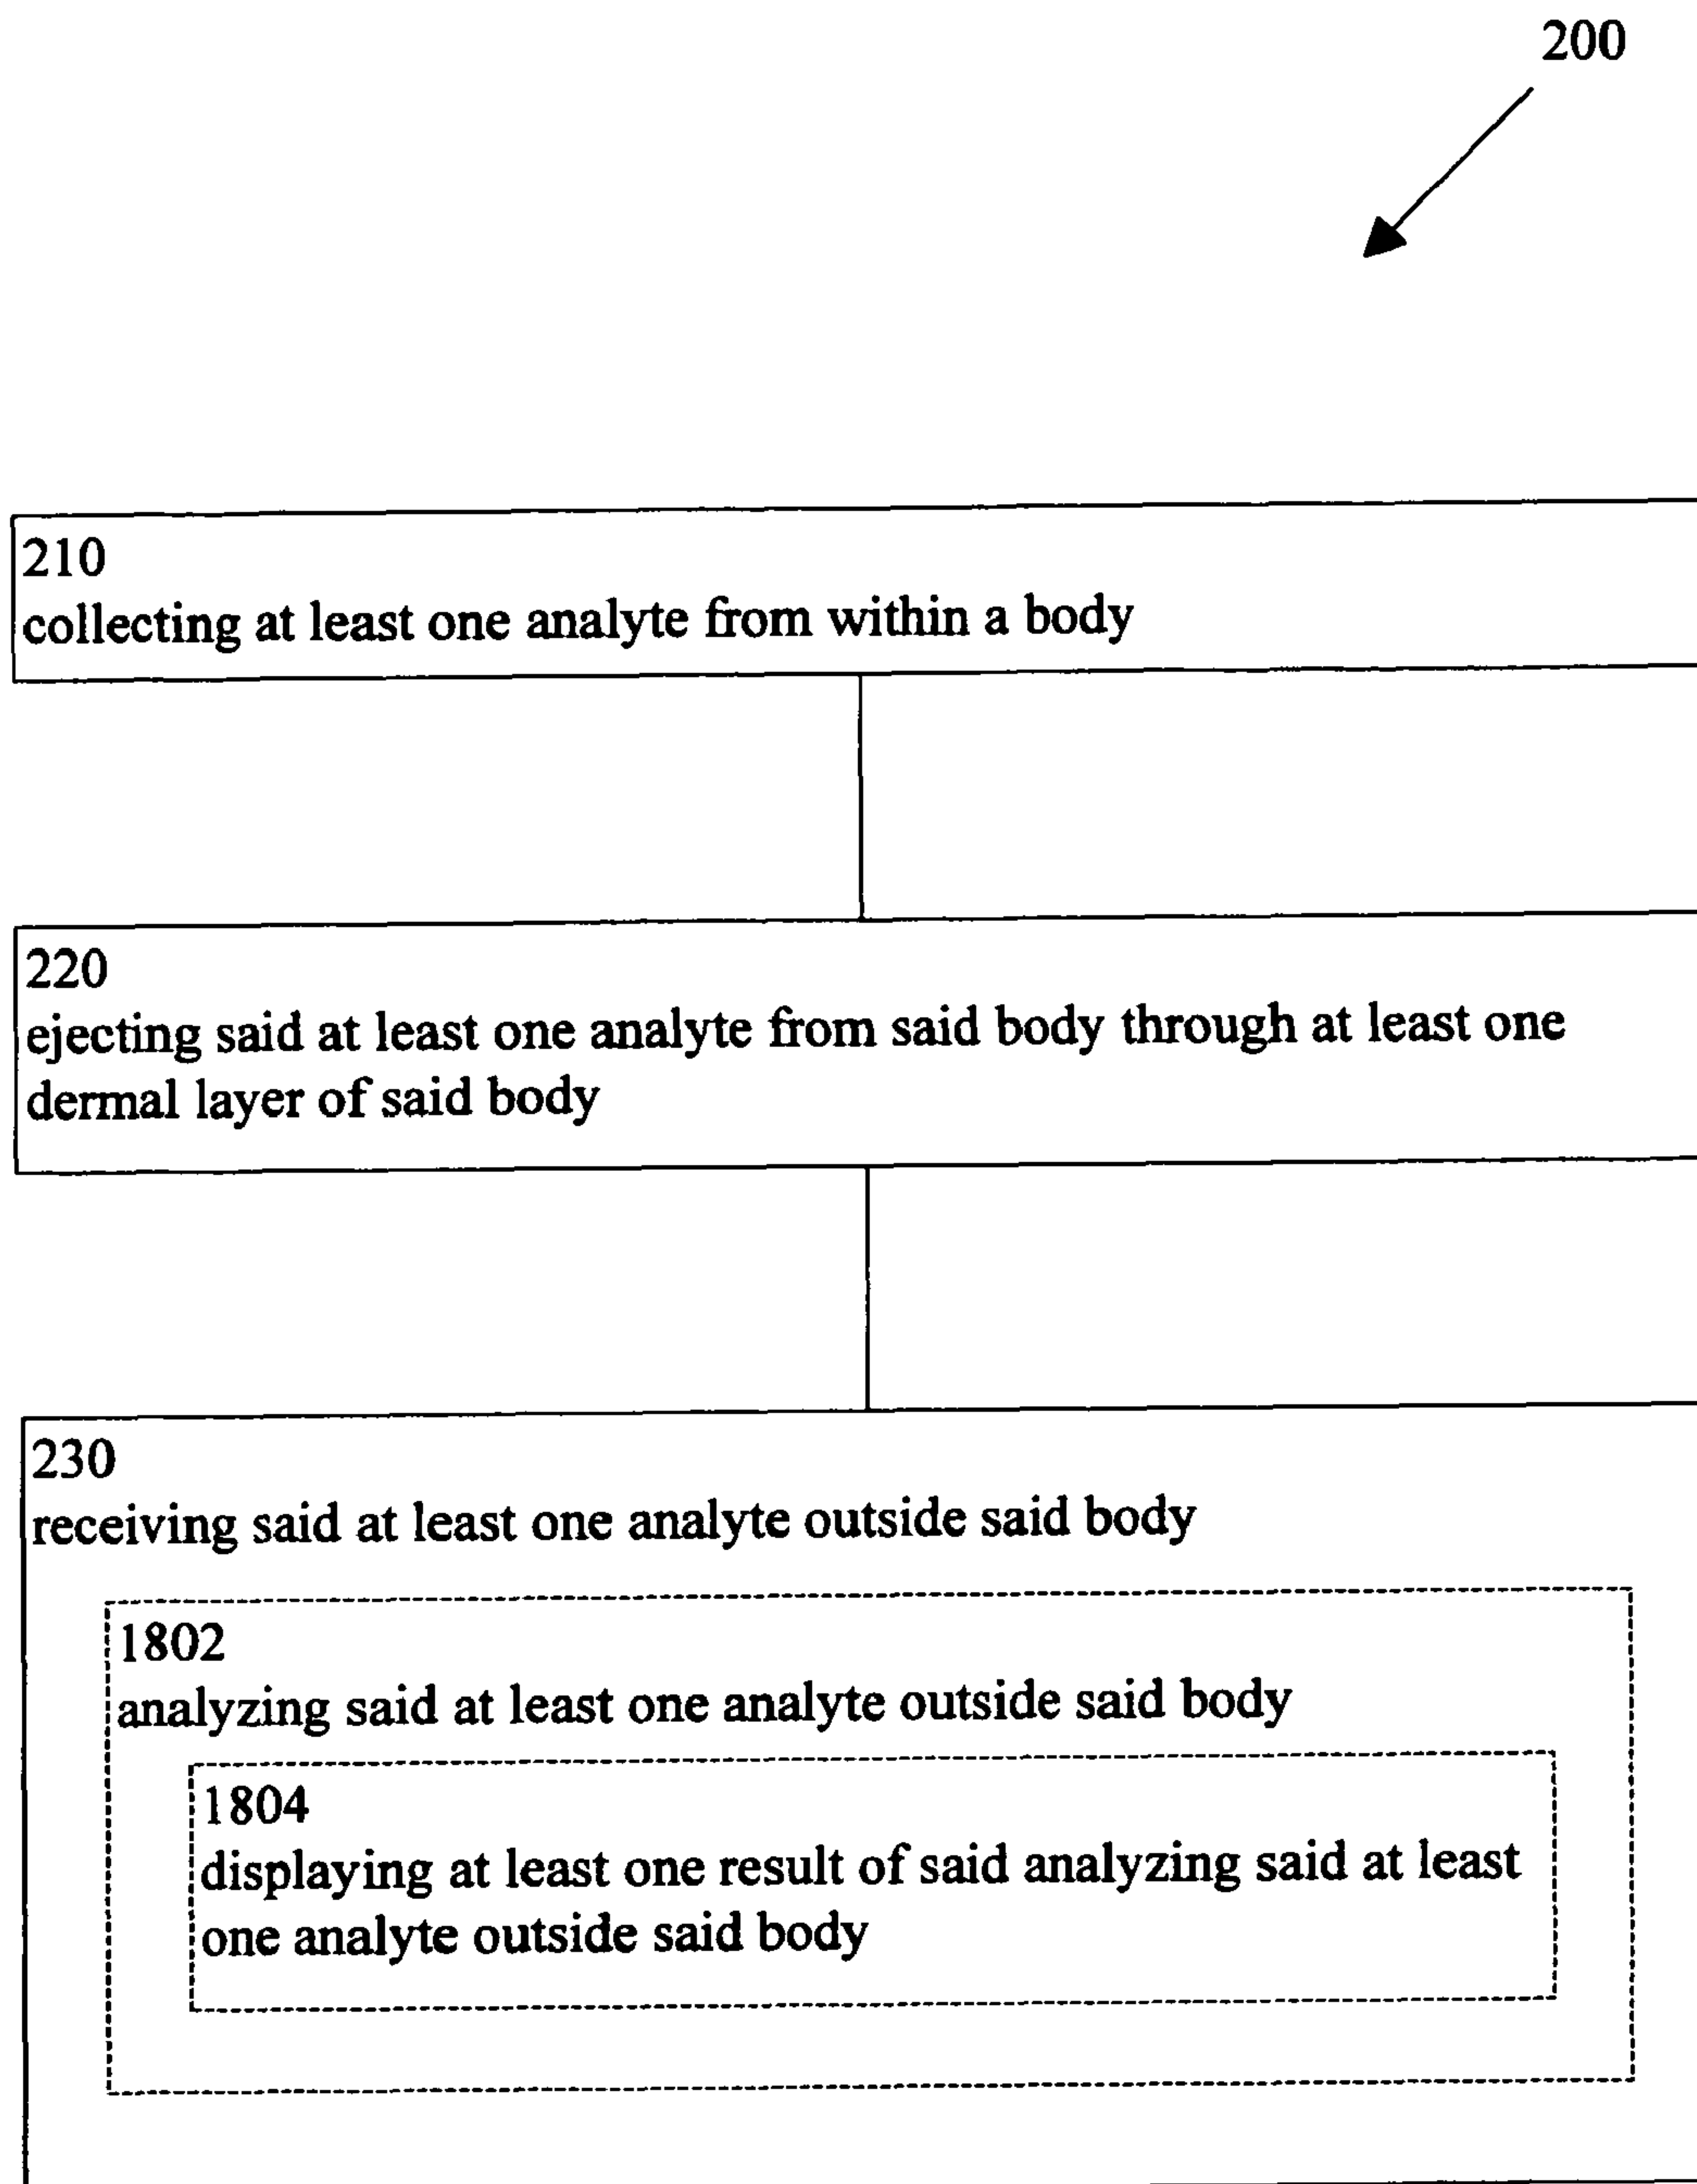 200
210
collecting at least one analyte from within a body
220
ejecting said at least one analyte from said body through at least one
dermal layer of said body
230
receiving said at least one analyte outside said body
1802
analyzing said at least one analyte outside said body
1804
displaying at least one result of said analyzing said at least
one analyte outside said body